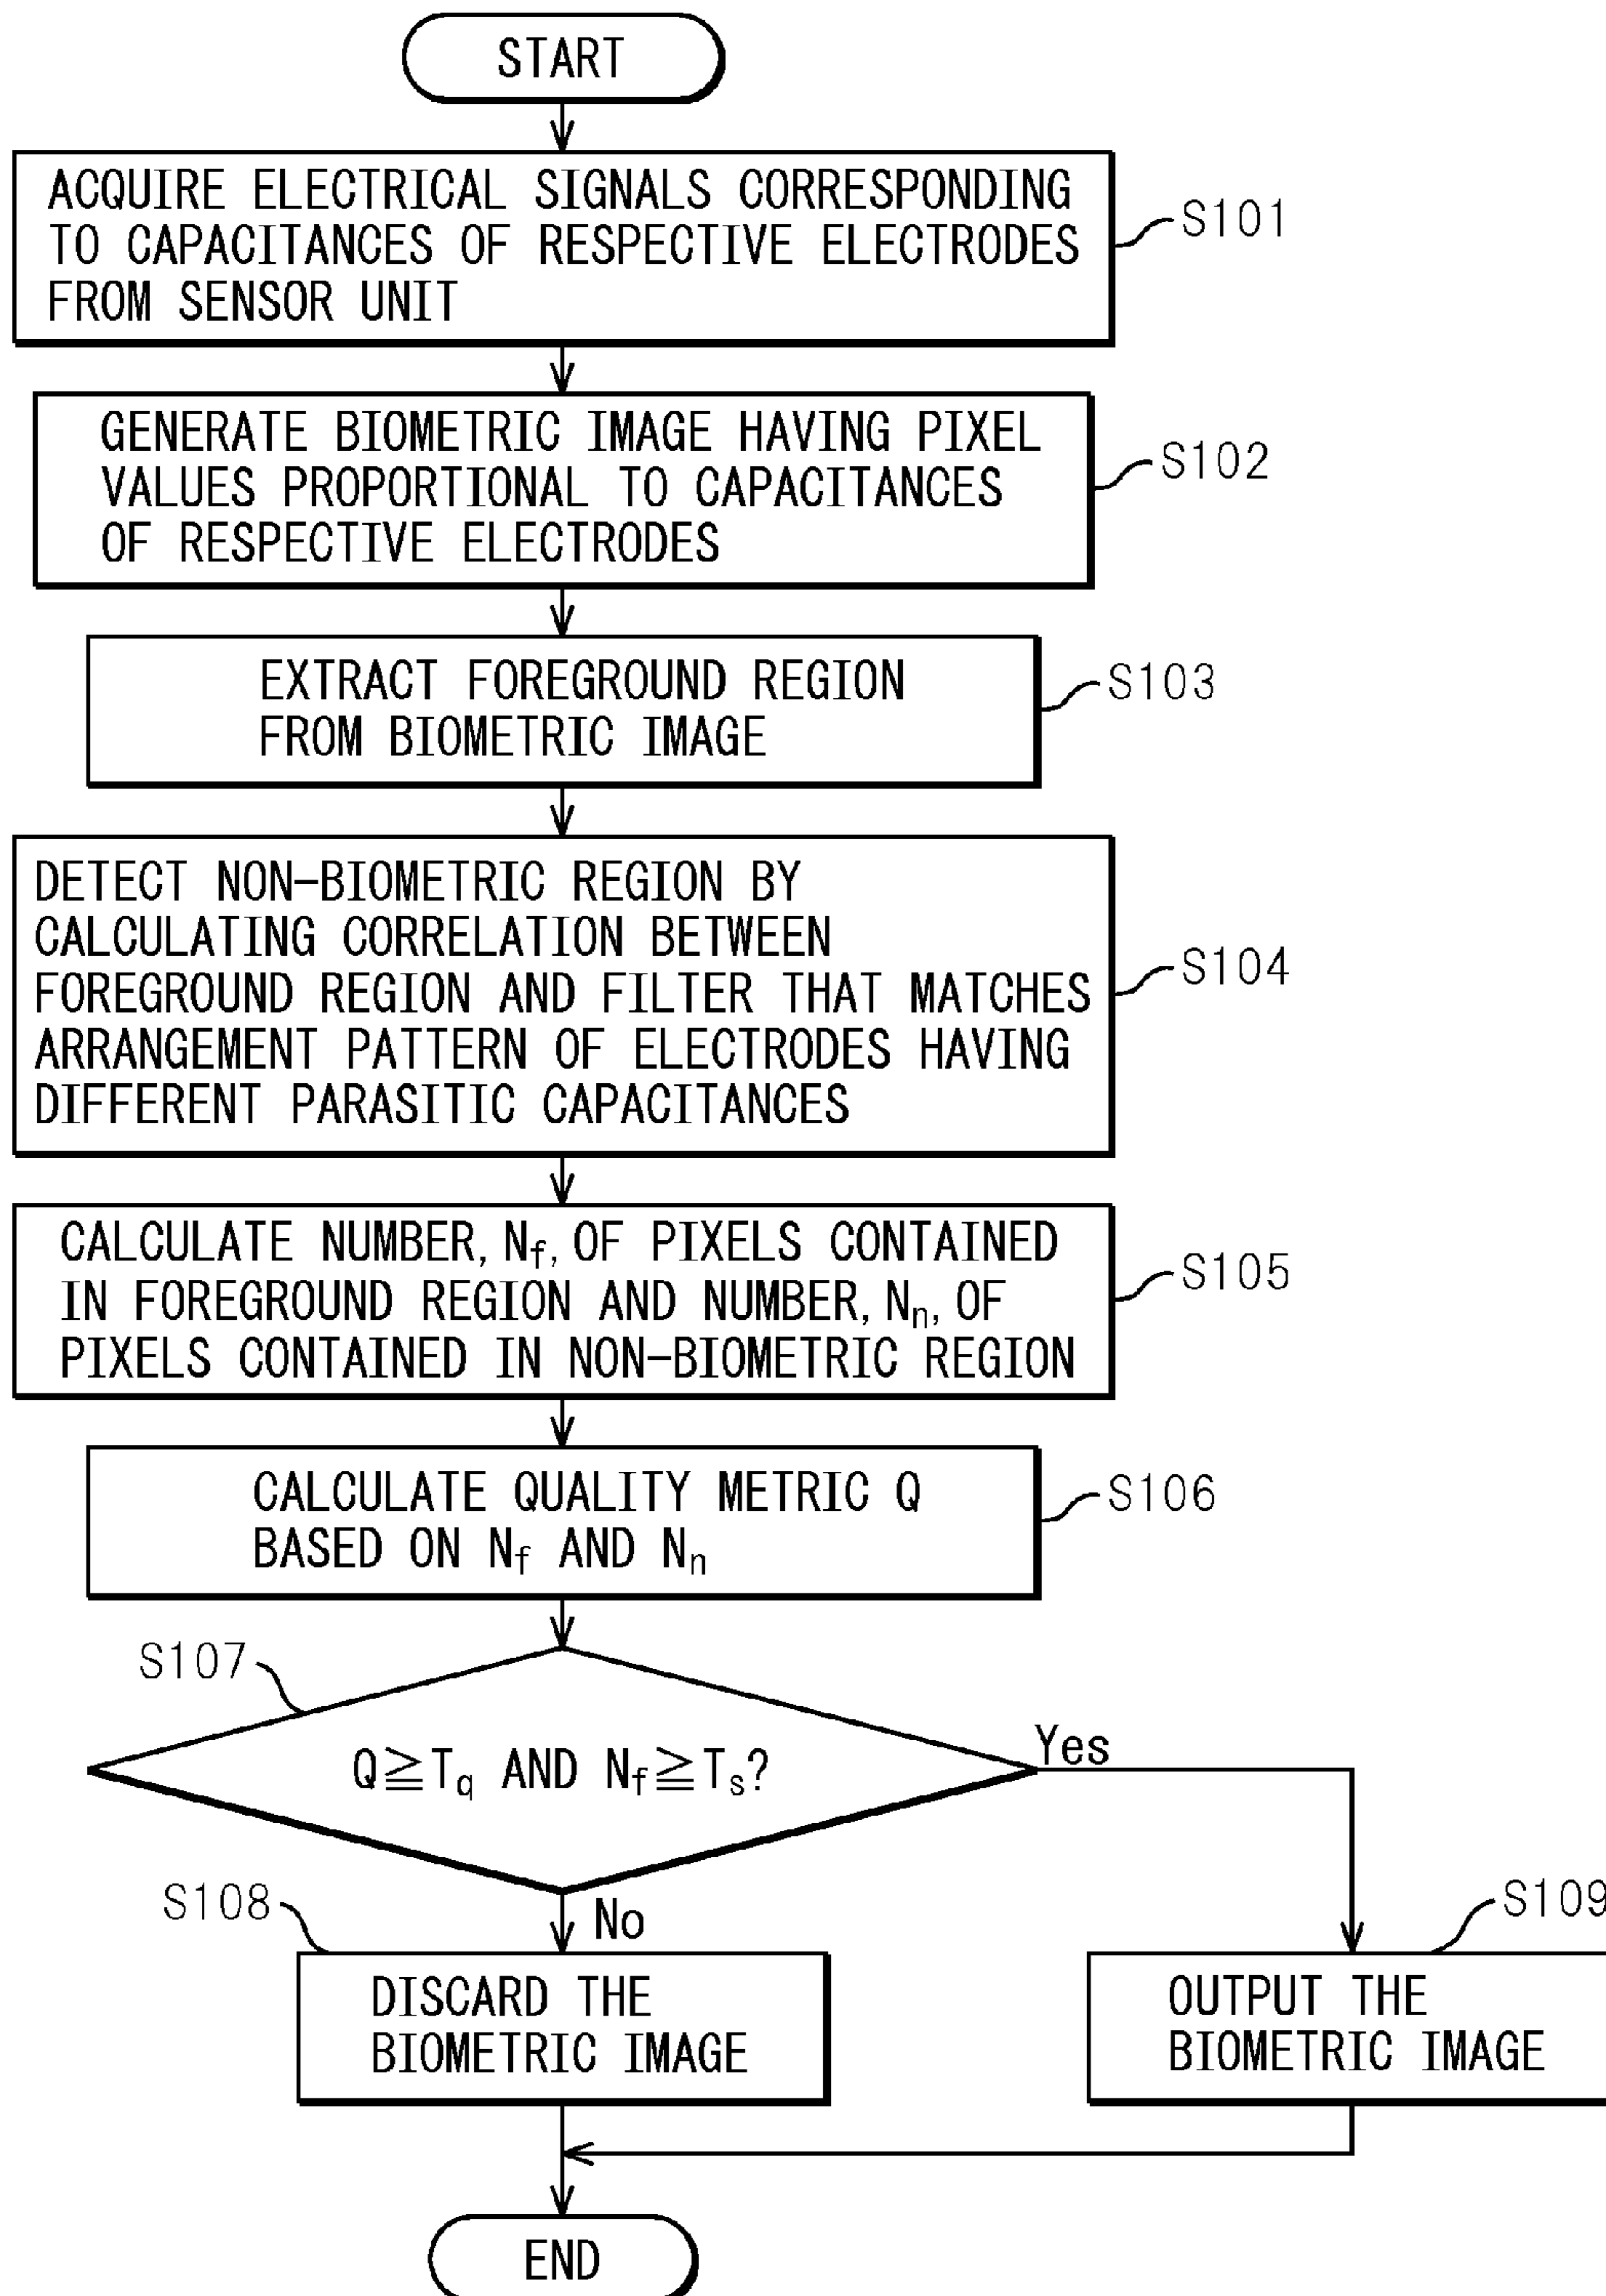 START
ACQUIRE ELECTRICAL SIGNALS CORRESPONDING
TO CAPACITANCES OF RESPECTIVE ELECTRODES
FROM SENSOR UNIT
S101
GENERATE BIOMETRIC IMAGE HAVING PIXEL
VALUES PROPORTIONAL TO CAPACITANCES
OF RESPECTIVE ELECTRODES
S102
EXTRACT FOREGROUND REGION
FROM BIOMETRIC IMAGE
S103
DETECT NON-BIOMETRIC REGION BY
CALCULATING CORRELATION BETWEEN
FOREGROUND REGION AND FILTER THAT MATCHES
ARRANGEMENT PATTERN OF ELECTRODES HAVING
DIFFERENT PARASITIC CAPACITANCES
S104
CALCULATE NUMBER, Nf, OF PIXELS CONTAINED
IN FOREGROUND REGION AND NUMBER, Nn, OF
PIXELS CONTAINED IN NON-BIOMETRIC REGION
S105
CALCULATE QUALITY METRIC Q
BASED ON Nf AND Nn
S106
S107
Q≧Tq AND Nf≧Ts?
Yes
No
S108
DISCARD THE
BIOMETRIC IMAGE
S109
OUTPUT THE
BIOMETRIC IMAGE
END